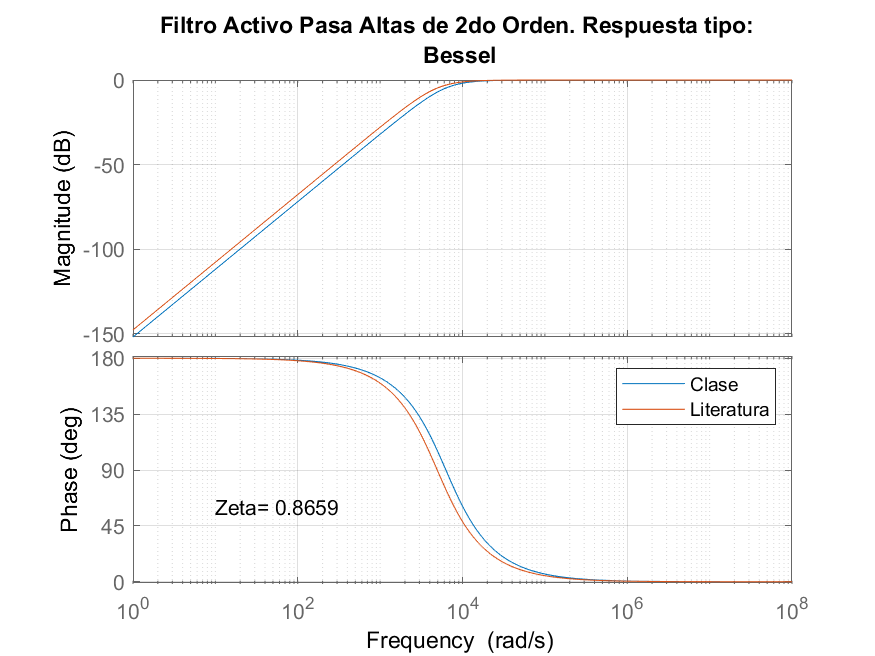 Filtro Activo Pasa Altas de 2do Orden. Respuesta tipo:
Bessel
Magnitude (dB)
0
-50
-100
-150
Phase (deg)
180
135
90
45
0
Clase
Literatura
Zeta= 0.8659
10^0 10^2 10^4 10^6 10^8
Frequency (rad/s)